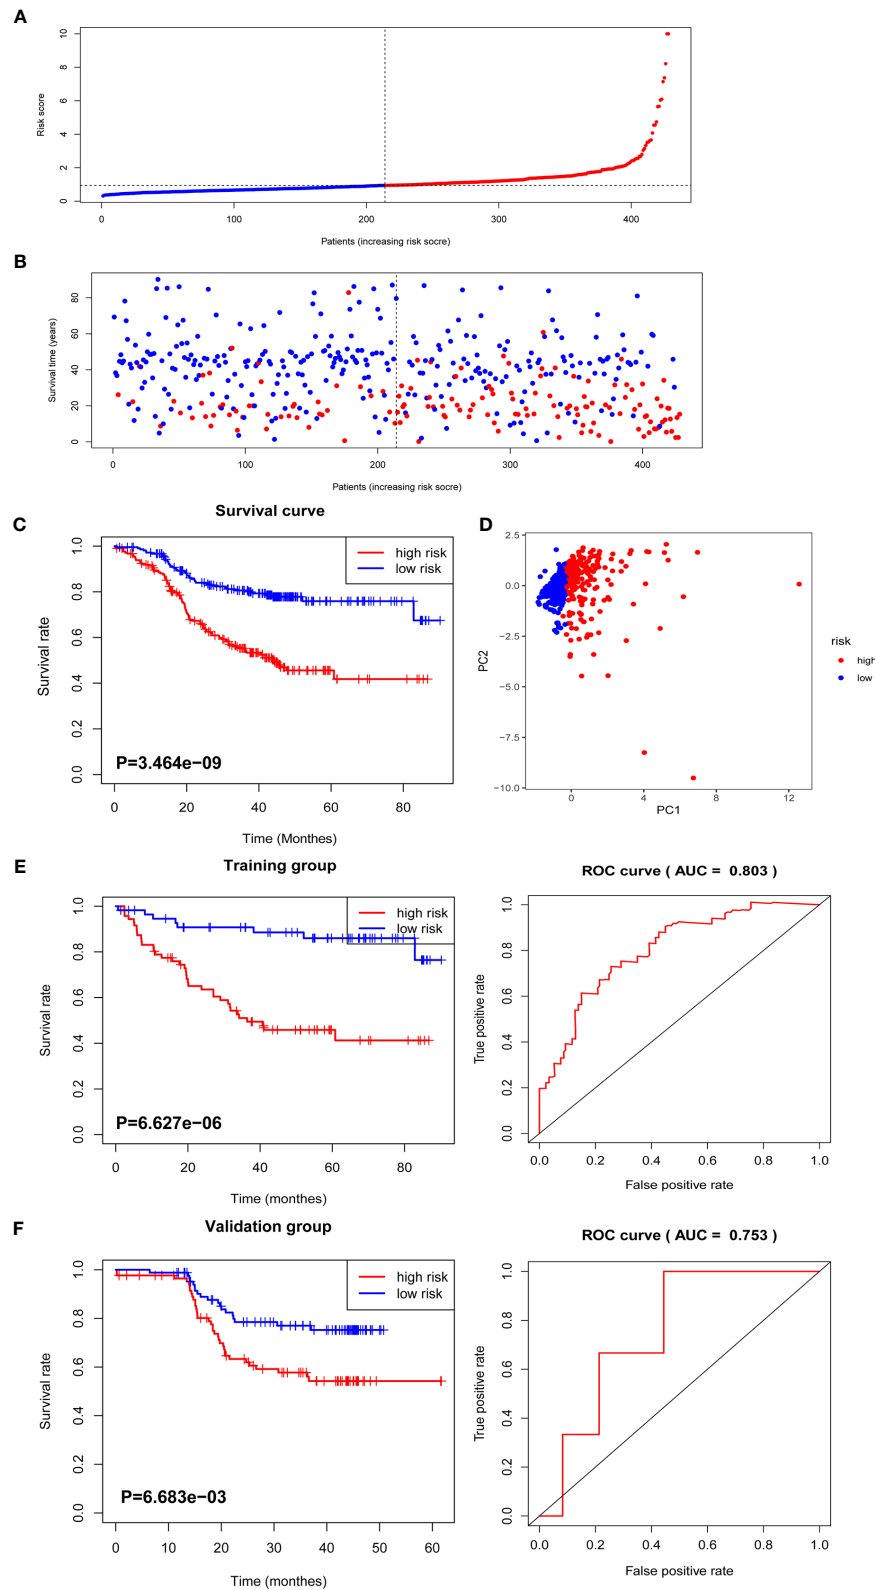 A
10
8
6
4
2
0
Risk score
0
100
200
300
400
Patients (increasing risk socre)
B
80
60
40
20
0
Survival time (years)
0
100
200
300
400
Patients (increasing risk socre)
C
Survival curve
1.0
0.8
0.6
0.4
0.2
0.0
Survival rate
high risk
low risk
P=3.464e−09
0
20
40
60
80
Time (Monthes)
D
2.5
0.0
−2.5
−5.0
−7.5
−10.0
PC2
0
4
8
12
PC1
risk
high
low
E
Training group
1.0
0.8
0.6
0.4
0.2
0.0
Survival rate
high risk
low risk
P=6.627e−06
0
20
40
60
80
Time (monthes)
ROC curve ( AUC = 0.803 )
1.0
0.8
0.6
0.4
0.2
0.0
True positive rate
0.0
0.2
0.4
0.6
0.8
1.0
False positive rate
F
Validation group
1.0
0.8
0.6
0.4
0.2
0.0
Survival rate
high risk
low risk
P=6.683e−03
0
10
20
30
40
50
60
Time (monthes)
ROC curve ( AUC = 0.753 )
1.0
0.8
0.6
0.4
0.2
0.0
True positive rate
0.0
0.2
0.4
0.6
0.8
1.0
False positive rate